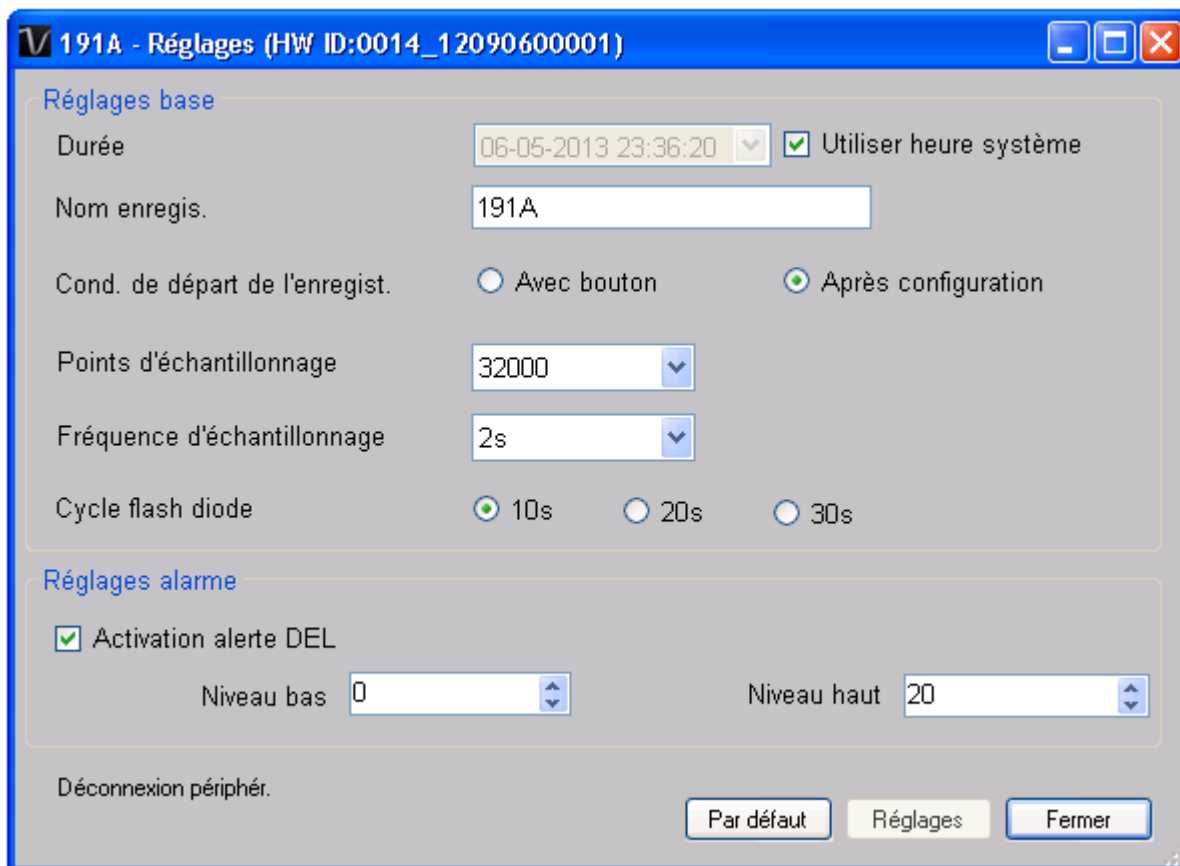 191A - Réglages (HW ID:0014_12090600001)
Réglages base
Durée 06-05-2013 23:36:20 Utiliser heure système
Nom enregis. 191A
Cond. de départ de l'enregist. Avec bouton Après configuration
Points d'échantillonnage 32000
Fréquence d'échantillonnage 2s
Cycle flash diode 10s 20s 30s
Réglages alarme
Activation alerte DEL
Niveau bas 0 Niveau haut 20
Déconnexion périphér.
Par défaut Réglages Fermer